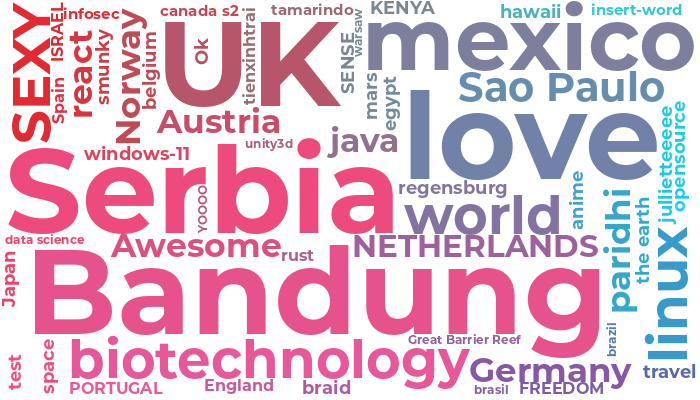 SEXY
ISRAEL
Spain
infosec
react
smunky
Norway
belgium
canada s2
UK
Ok
tienxinhtrai
tamarindo
SENSE
warsaw
KENYA
mexico
hawaii
insert-word
mars
egypt
Sao Paulo
Austria
unity3d
java
love
jullietteeeee
opensource
windows-11
Serbia
YOOOO
regensburg
world
anime
paridhi
the earth
linux
data science
Awesome
rust
NETHERLANDS
Japan
Bandung
Great Barrier Reef
brazil
test
space
biotechnology
Germany
travel
PORTUGAL
England
braid
brasil
FREEDOM